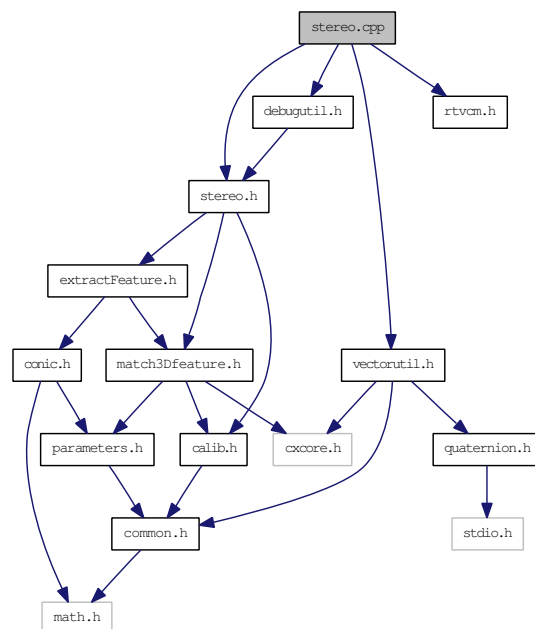 stereo.cpp
debugutil.h
rtvcm.h
stereo.h
extractFeature.h
conic.h
match3Dfeature.h
vectorutil.h
parameters.h
calib.h
cxcore.h
quaternion.h
common.h
stdio.h
math.h